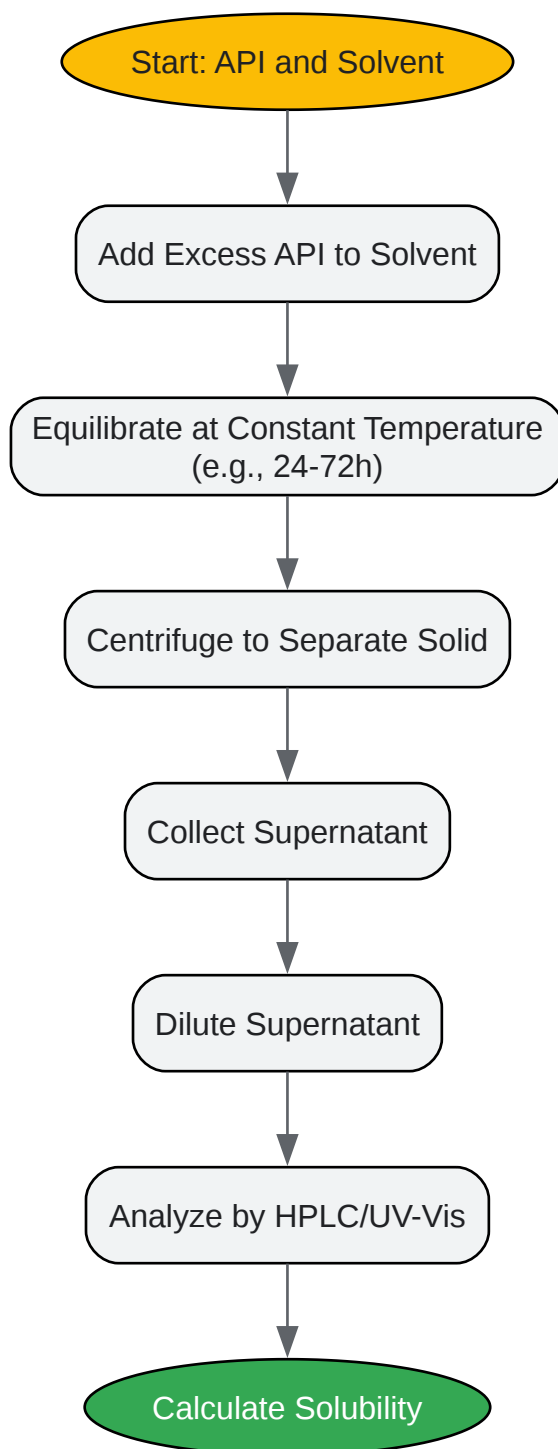 Start: API and Solvent
Add Excess API to Solvent
Equilibrate at Constant Temperature
(e.g., 24-72h)
Centrifuge to Separate Solid
Collect Supernatant
Dilute Supernatant
Analyze by HPLC/UV-Vis
Calculate Solubility